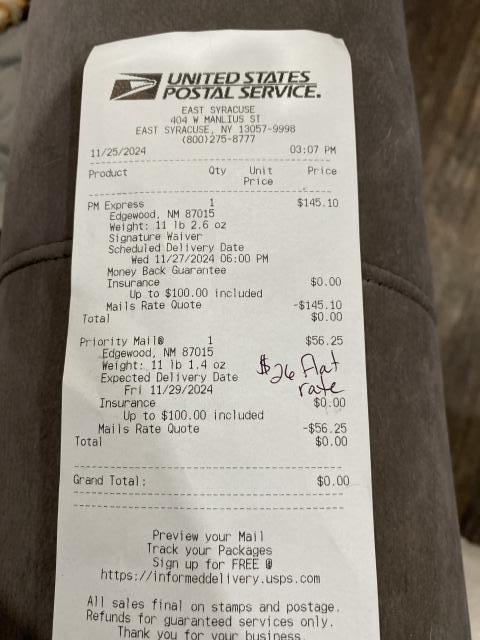 UNITED STATES
POSTAL SERVICE.
EAST SYRACUSE
404 W MANLIUS ST
EAST SYRACUSE, NY 13057-9998
(800)275-8777
11/25/2024 03:07 PM
Product Qty Unit Price
Price
PM Express 1 $145.10
Edgewood, NM 87015
Weight: 11 lb 2.6 oz
Signature Waiver
Scheduled Delivery Date
Wed 11/27/2024 06:00 PM
Money Back Guarantee
Insurance $0.00
Up to $100.00 included
Mails Rate Quote -$145.10
Total $0.00
Priority Mail® 1 $56.25
Edgewood, NM 87015
Weight: 11 lb 1.4 oz
Expected Delivery Date
Fri 11/29/2024
$26 flat
rate
Insurance $0.00
Up to $100.00 included
Mails Rate Quote -$56.25
Total $0.00
Grand Total: $0.00
Preview your Mail
Track your Packages
Sign up for FREE @
https://informeddelivery.usps.com
All sales final on stamps and postage.
Refunds for guaranteed services only.
Thank you for your business.